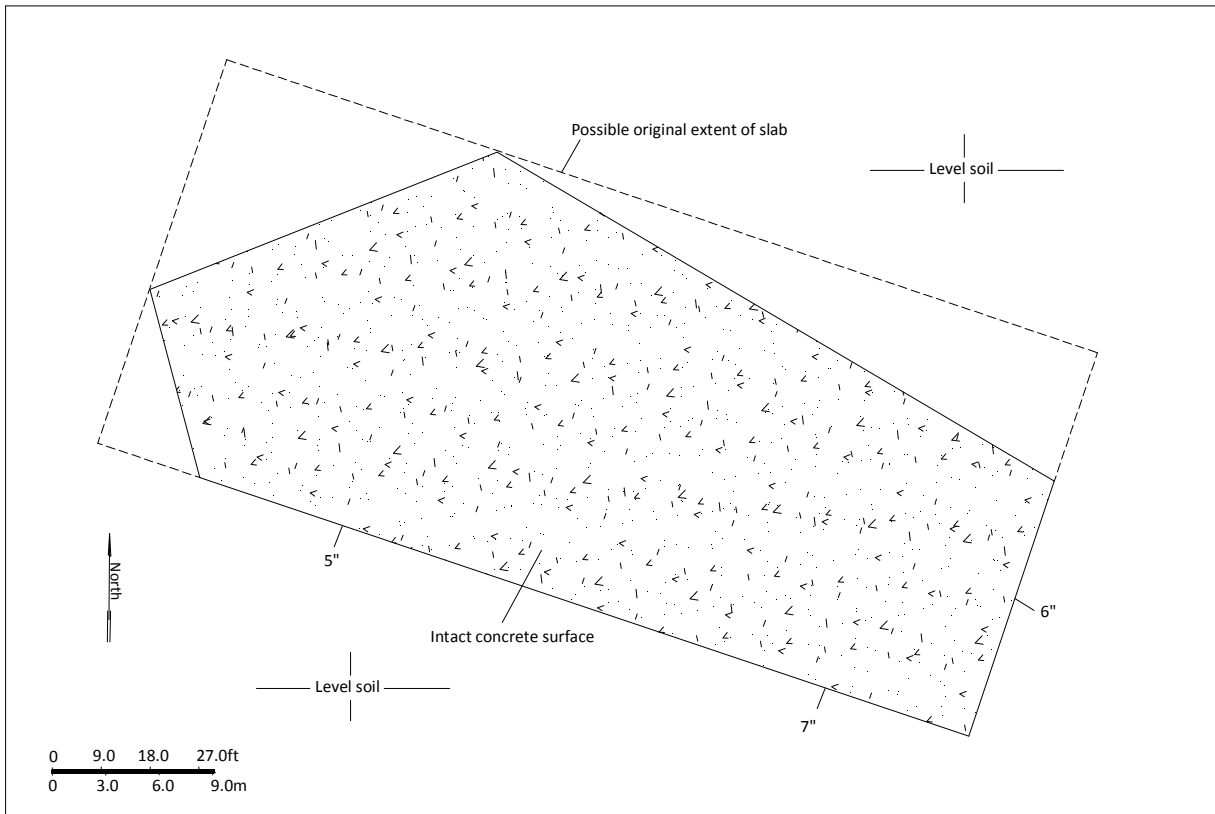 Possible original extent of slab
Level soil
5"
North
Intact concrete surface
6"
Level soil
7"
0 9.0 18.0 27.0ft
0 3.0 6.0 9.0m